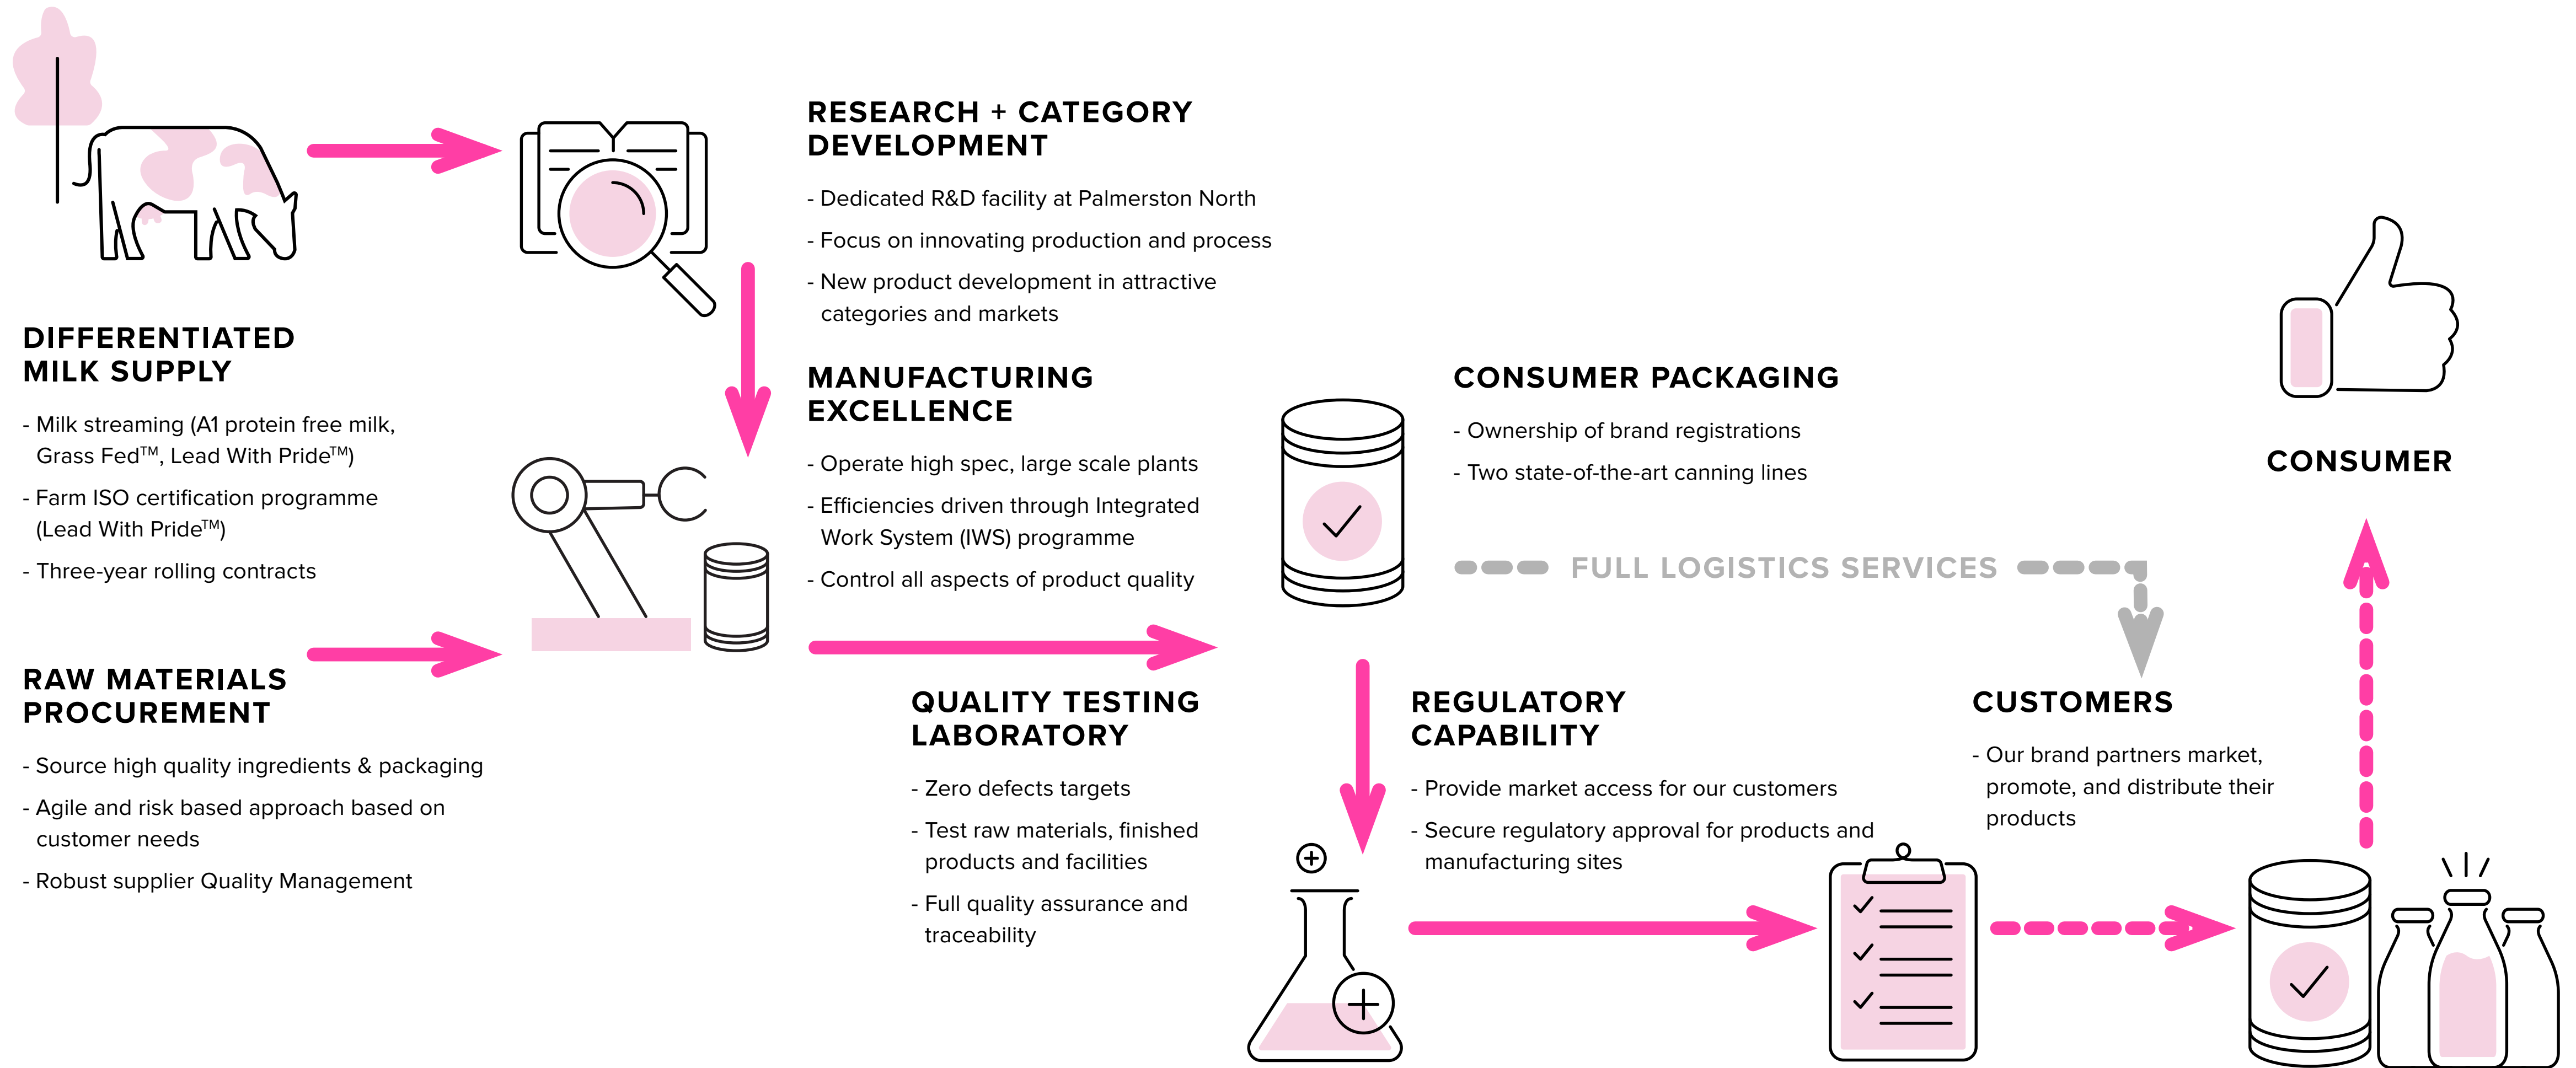 DIFFERENTIATED
MILK SUPPLY
- Milk streaming (A1 protein free milk,
Grass Fed™, Lead With Pride™)
- Farm ISO certification programme
(Lead With Pride™)
- Three-year rolling contracts
RAW MATERIALS
PROCUREMENT
- Source high quality ingredients & packaging
- Agile and risk based approach based on
customer needs
- Robust supplier Quality Management
RESEARCH + CATEGORY
DEVELOPMENT
- Dedicated R&D facility at Palmerston North
- Focus on innovating production and process
- New product development in attractive
categories and markets
MANUFACTURING
EXCELLENCE
- Operate high spec, large scale plants
- Efficiencies driven through Integrated
Work System (IWS) programme
- Control all aspects of product quality
CONSUMER PACKAGING
- Ownership of brand registrations
- Two state-of-the-art canning lines
FULL LOGISTICS SERVICES
QUALITY TESTING
LABORATORY
- Zero defects targets
- Test raw materials, finished
products and facilities
- Full quality assurance and
traceability
REGULATORY
CAPABILITY
- Provide market access for our customers
- Secure regulatory approval for products and
manufacturing sites
CUSTOMERS
- Our brand partners market,
promote, and distribute their
products
CONSUMER